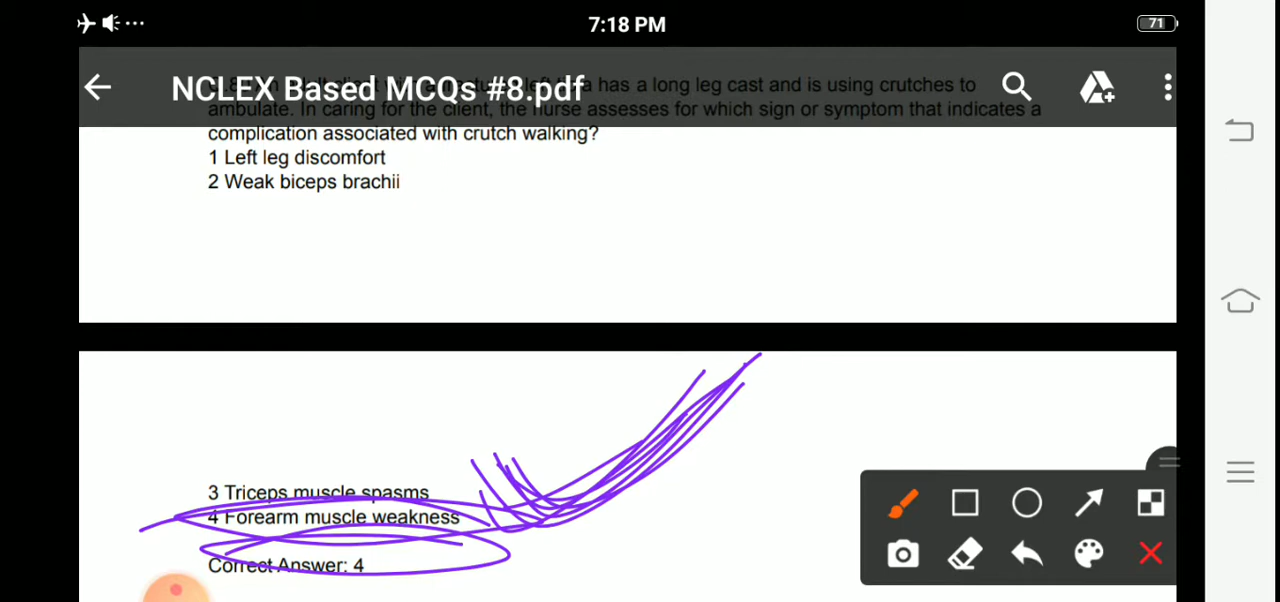 7:18 PM
71
NCLEX Based MCQs #8.pdf
has a long leg cast and is using crutches to
ambulate. In caring for the client, the nurse assesses for which sign or symptom that indicates a
complication associated with crutch walking?
1 Left leg discomfort
2 Weak biceps brachii
3 Triceps muscle spasms
4 Forearm muscle weakness
Correct Answer: 4